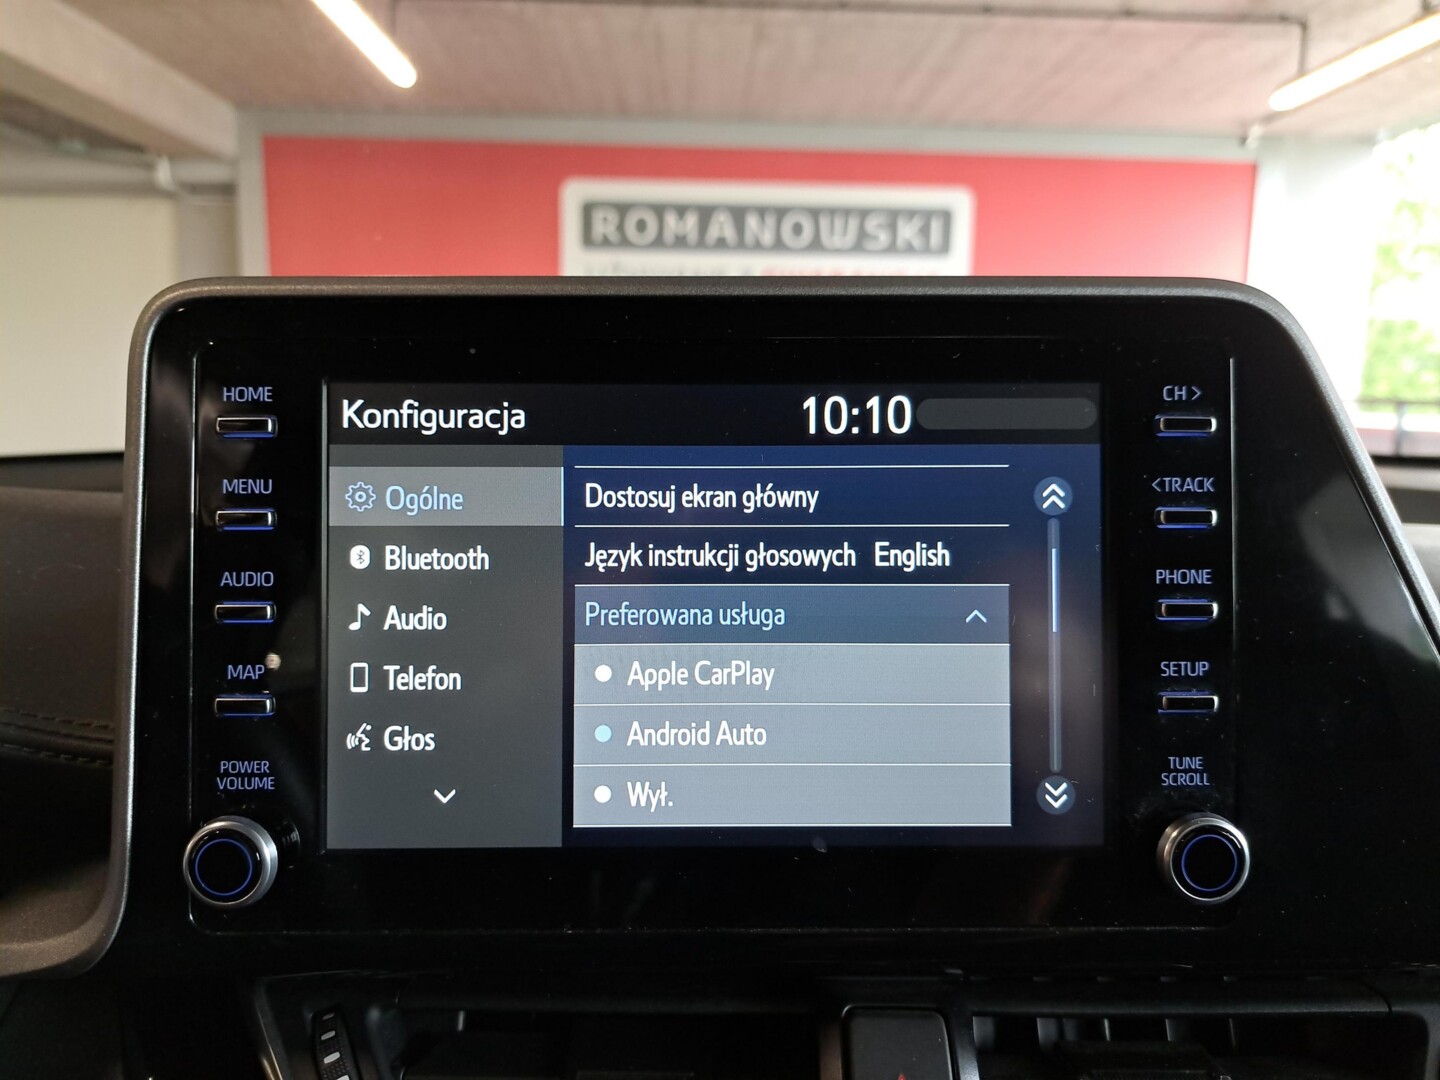 ROMANOWSKI
HOME
MENU
AUDIO
MAP
POWER
VOLUME
Konfiguracja 10:10
Ogólne
Bluetooth
Audio
Telefon
Głos
Dostosuj ekran główny
Język instrukcji głosowych English
Preferowana usługa
Apple CarPlay
Android Auto
Wył.
CH >
< TRACK
PHONE
SETUP
TUNE
SCROLL